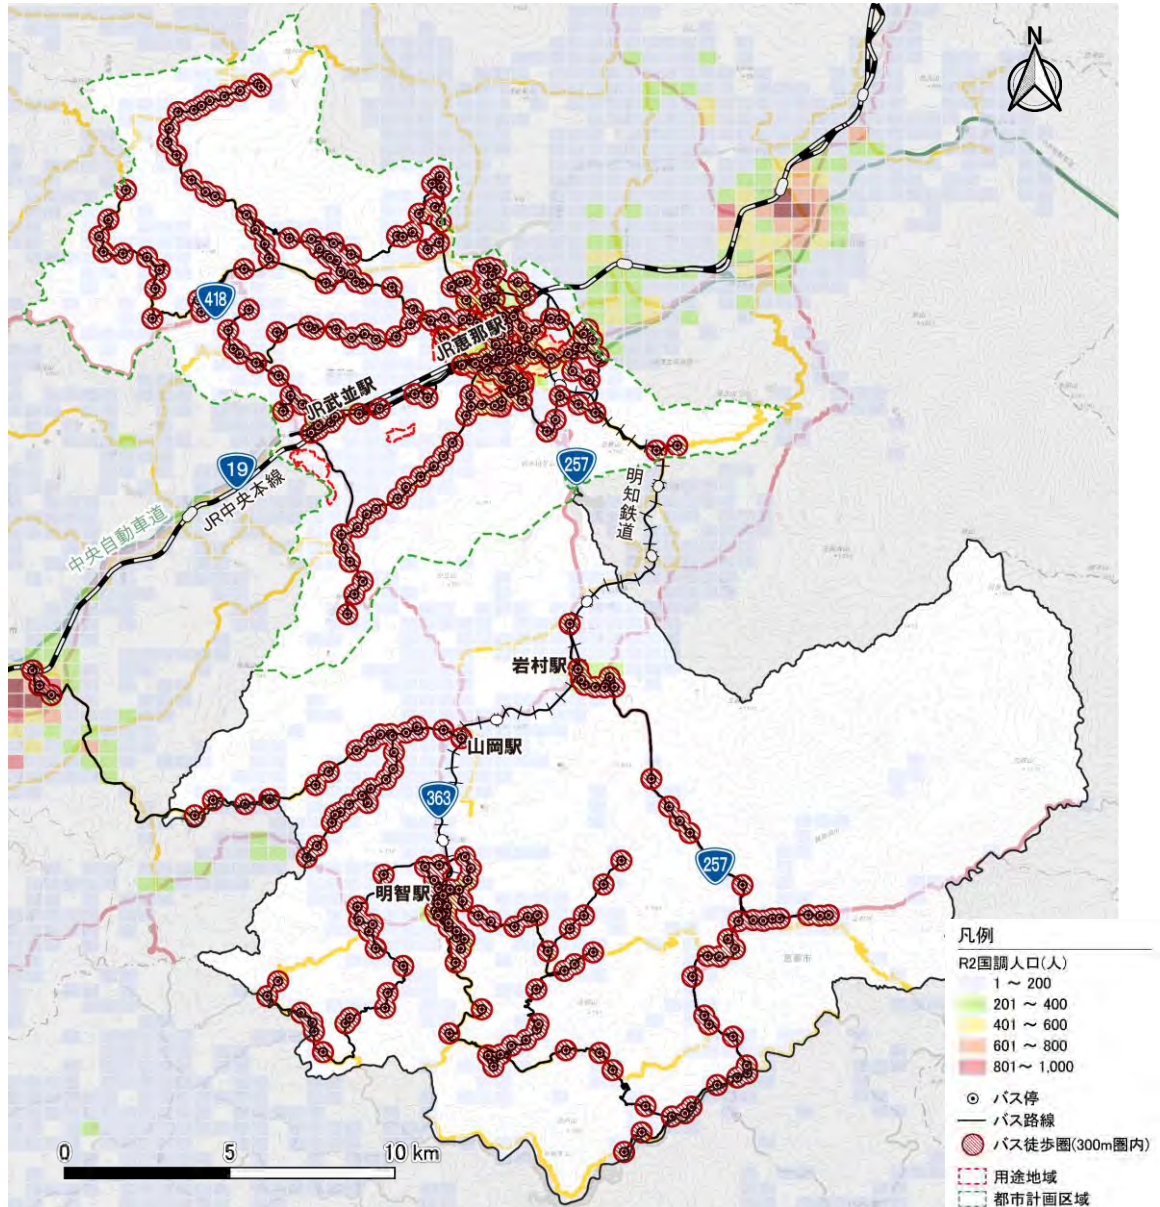 N
418
JR恵那駅
JR武並駅
19
JR中央本線
中央自動車道
257
明知鉄道
岩村駅
山岡駅
363
明智駅
257
恵那市
0 5 10 km
凡例
R2国調人口(人)
1 ～ 200
201 ～ 400
401 ～ 600
601 ～ 800
801～ 1,000
バス停
バス路線
バス徒歩圏(300m圏内)
用途地域
都市計画区域